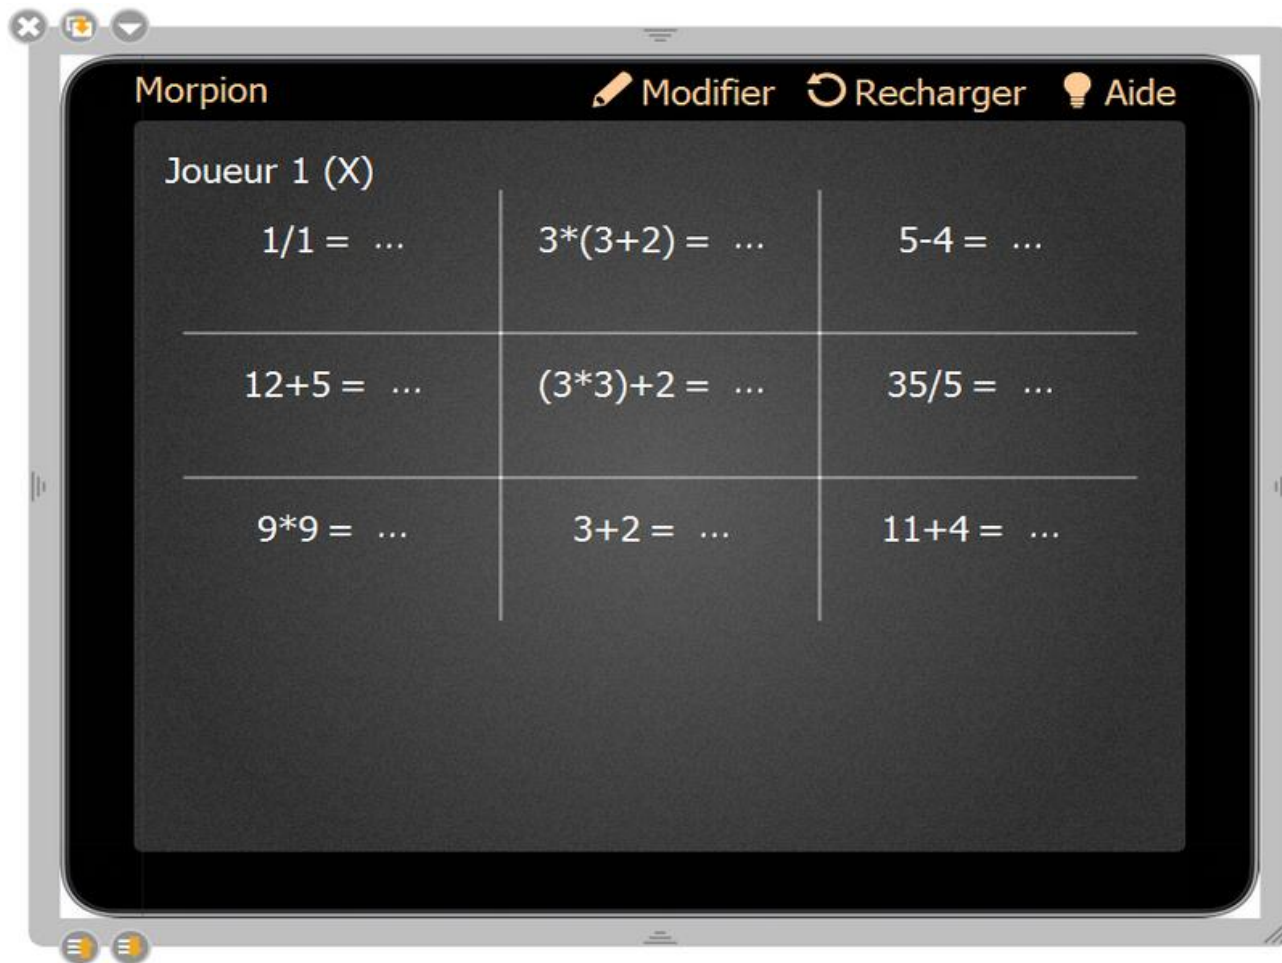 Morpion Modifier Recharger Aide
Joueur 1 (X)
1/1 = ... 3*(3+2) = ... 5-4 = ...
12+5 = ... (3*3)+2 = ... 35/5 = ...
9*9 = ... 3+2 = ... 11+4 = ...